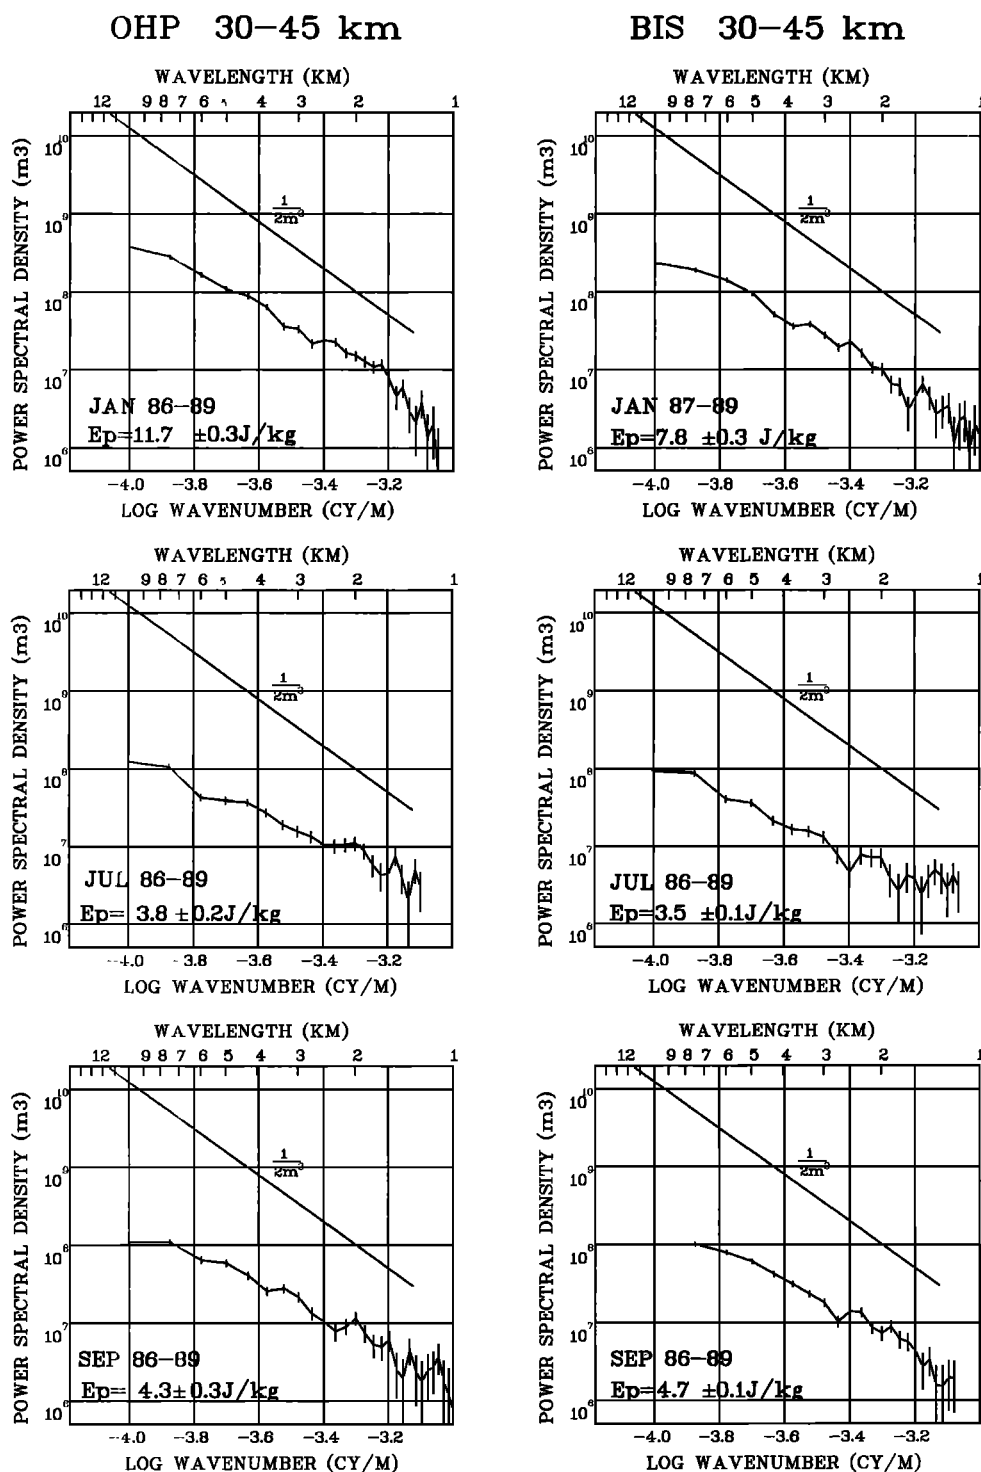 OHP 30−45 km
WAVELENGTH (KM)
12 9 8 7 6 5 4 3 2 1
POWER SPECTRAL DENSITY (m3)
10^10
10^9
10^8
10^7
10^6
1/2m^3
JAN 86−89
Ep=11.7 ±0.3J/kg
−4.0 −3.8 −3.6 −3.4 −3.2
LOG WAVENUMBER (CY/M)
BIS 30−45 km
WAVELENGTH (KM)
12 9 8 7 6 5 4 3 2 1
POWER SPECTRAL DENSITY (m3)
10^10
10^9
10^8
10^7
10^6
1/2m^3
JAN 87−89
Ep=7.8 ±0.3 J/kg
−4.0 −3.8 −3.6 −3.4 −3.2
LOG WAVENUMBER (CY/M)
WAVELENGTH (KM)
12 9 8 7 6 5 4 3 2 1
POWER SPECTRAL DENSITY (m3)
10^10
10^9
10^8
10^7
10^6
1/2m^3
JUL 86−89
Ep= 3.8 ±0.2J/kg
−4.0 −3.8 −3.6 −3.4 −3.2
LOG WAVENUMBER (CY/M)
WAVELENGTH (KM)
12 9 8 7 6 5 4 3 2 1
POWER SPECTRAL DENSITY (m3)
10^10
10^9
10^8
10^7
10^6
1/2m^3
JUL 86−89
Ep=3.5 ±0.1J/kg
−4.0 −3.8 −3.6 −3.4 −3.2
LOG WAVENUMBER (CY/M)
WAVELENGTH (KM)
12 9 8 7 6 5 4 3 2 1
POWER SPECTRAL DENSITY (m3)
10^10
10^9
10^8
10^7
10^6
1/2m^3
SEP 86−89
Ep= 4.3±0.3J/kg
−4.0 −3.8 −3.6 −3.4 −3.2
LOG WAVENUMBER (CY/M)
WAVELENGTH (KM)
12 9 8 7 6 5 4 3 2 1
POWER SPECTRAL DENSITY (m3)
10^10
10^9
10^8
10^7
10^6
1/2m^3
SEP 86−89
Ep=4.7 ±0.1J/kg
−4.0 −3.8 −3.6 −3.4 −3.2
LOG WAVENUMBER (CY/M)